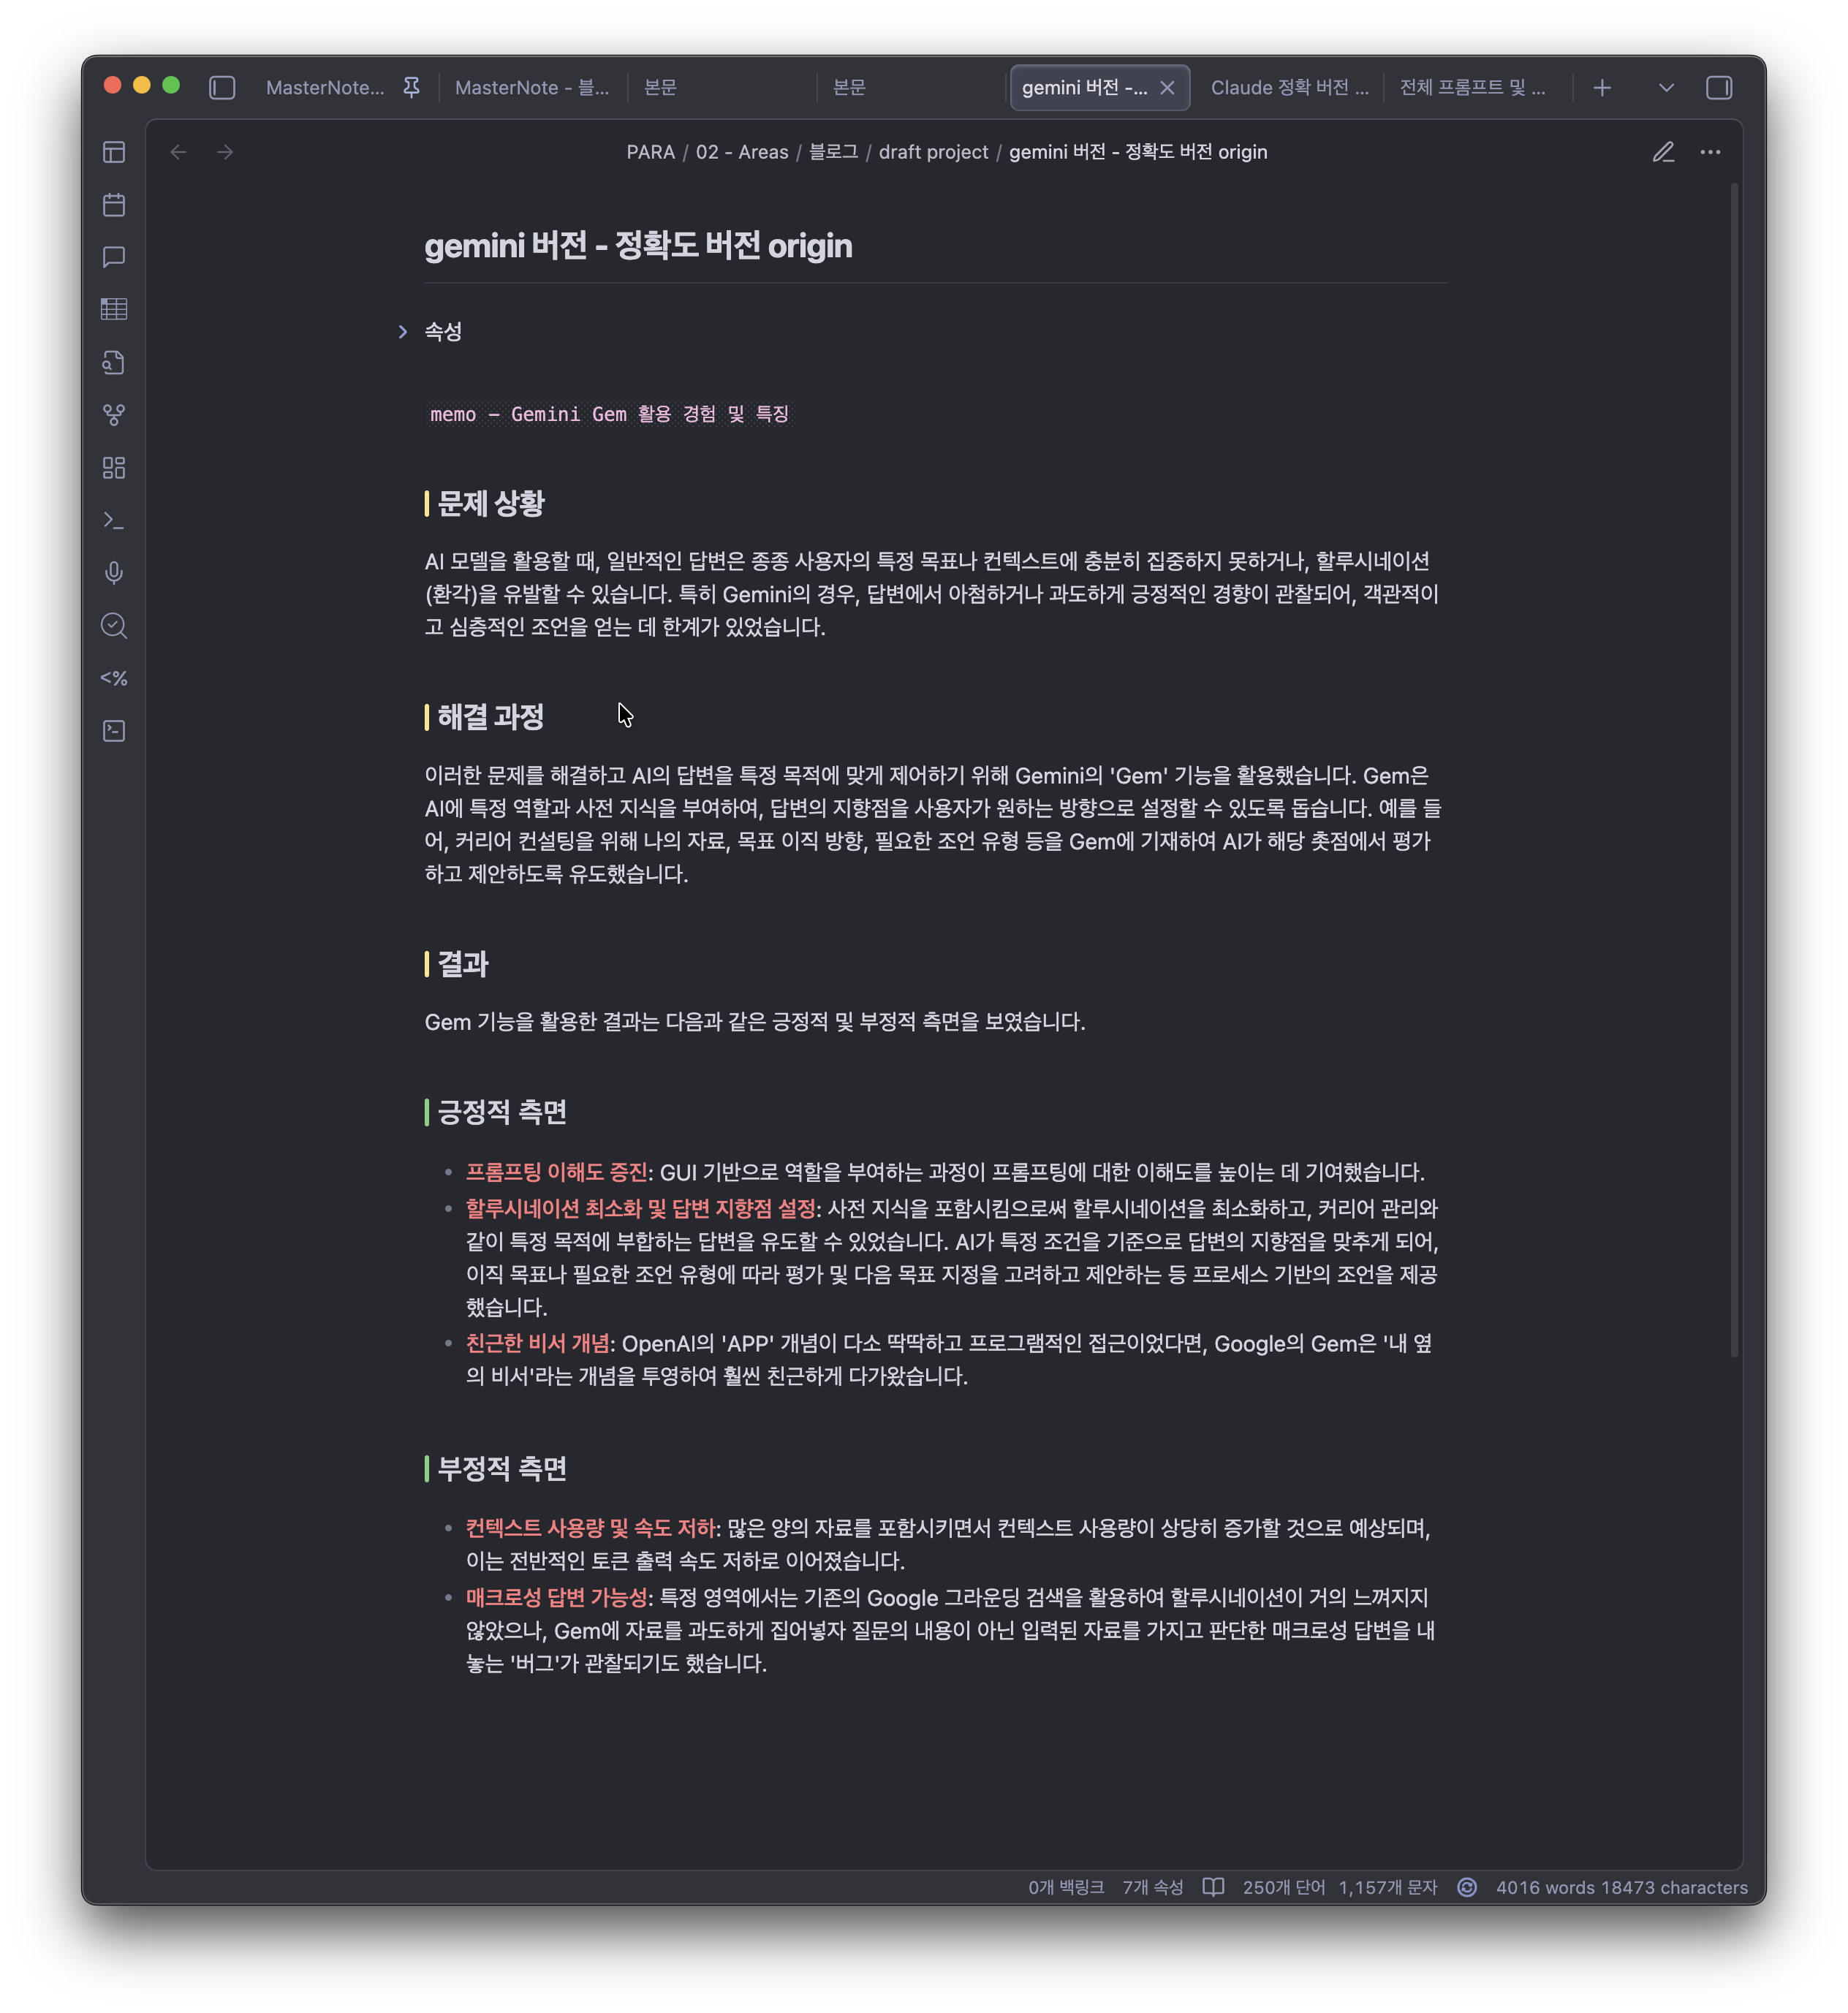 MasterNote...
MasterNote - 블...
본문
본문
gemini 버전 -...
Claude 정확 버전 ...
전체 프롬프트 및 ...
PARA / 02 - Areas / 블로그 / draft project / gemini 버전 - 정확도 버전 origin
gemini 버전 - 정확도 버전 origin
속성
memo - Gemini Gem 활용 경험 및 특징
문제 상황
AI 모델을 활용할 때, 일반적인 답변은 종종 사용자의 특정 목표나 컨텍스트에 충분히 집중하지 못하거나, 할루시네이션
(환각)을 유발할 수 있습니다. 특히 Gemini의 경우, 답변에서 아첨하거나 과도하게 긍정적인 경향이 관찰되어, 객관적이
고 심층적인 조언을 얻는 데 한계가 있었습니다.
해결 과정
이러한 문제를 해결하고 AI의 답변을 특정 목적에 맞게 제어하기 위해 Gemini의 'Gem' 기능을 활용했습니다. Gem은
AI에 특정 역할과 사전 지식을 부여하여, 답변의 지향점을 사용자가 원하는 방향으로 설정할 수 있도록 돕습니다. 예를 들
어, 커리어 컨설팅을 위해 나의 자료, 목표 이직 방향, 필요한 조언 유형 등을 Gem에 기재하여 AI가 해당 촛점에서 평가
하고 제안하도록 유도했습니다.
결과
Gem 기능을 활용한 결과는 다음과 같은 긍정적 및 부정적 측면을 보였습니다.
긍정적 측면
프롬프팅 이해도 증진: GUI 기반으로 역할을 부여하는 과정이 프롬프팅에 대한 이해도를 높이는 데 기여했습니다.
할루시네이션 최소화 및 답변 지향점 설정: 사전 지식을 포함시킴으로써 할루시네이션을 최소화하고, 커리어 관리와
같이 특정 목적에 부합하는 답변을 유도할 수 있었습니다. AI가 특정 조건을 기준으로 답변의 지향점을 맞추게 되어,
이직 목표나 필요한 조언 유형에 따라 평가 및 다음 목표 지정을 고려하고 제안하는 등 프로세스 기반의 조언을 제공
했습니다.
친근한 비서 개념: OpenAI의 'APP' 개념이 다소 딱딱하고 프로그램적인 접근이었다면, Google의 Gem은 '내 옆
의 비서'라는 개념을 투영하여 훨씬 친근하게 다가왔습니다.
부정적 측면
컨텍스트 사용량 및 속도 저하: 많은 양의 자료를 포함시키면서 컨텍스트 사용량이 상당히 증가할 것으로 예상되며,
이는 전반적인 토큰 출력 속도 저하로 이어졌습니다.
매크로성 답변 가능성: 특정 영역에서는 기존의 Google 그라운딩 검색을 활용하여 할루시네이션이 거의 느껴지지
않았으나, Gem에 자료를 과도하게 집어넣자 질문의 내용이 아닌 입력된 자료를 가지고 판단한 매크로성 답변을 내
놓는 '버그'가 관찰되기도 했습니다.
0개 백링크 7개 속성 250개 단어 1,157개 문자 4016 words 18473 characters